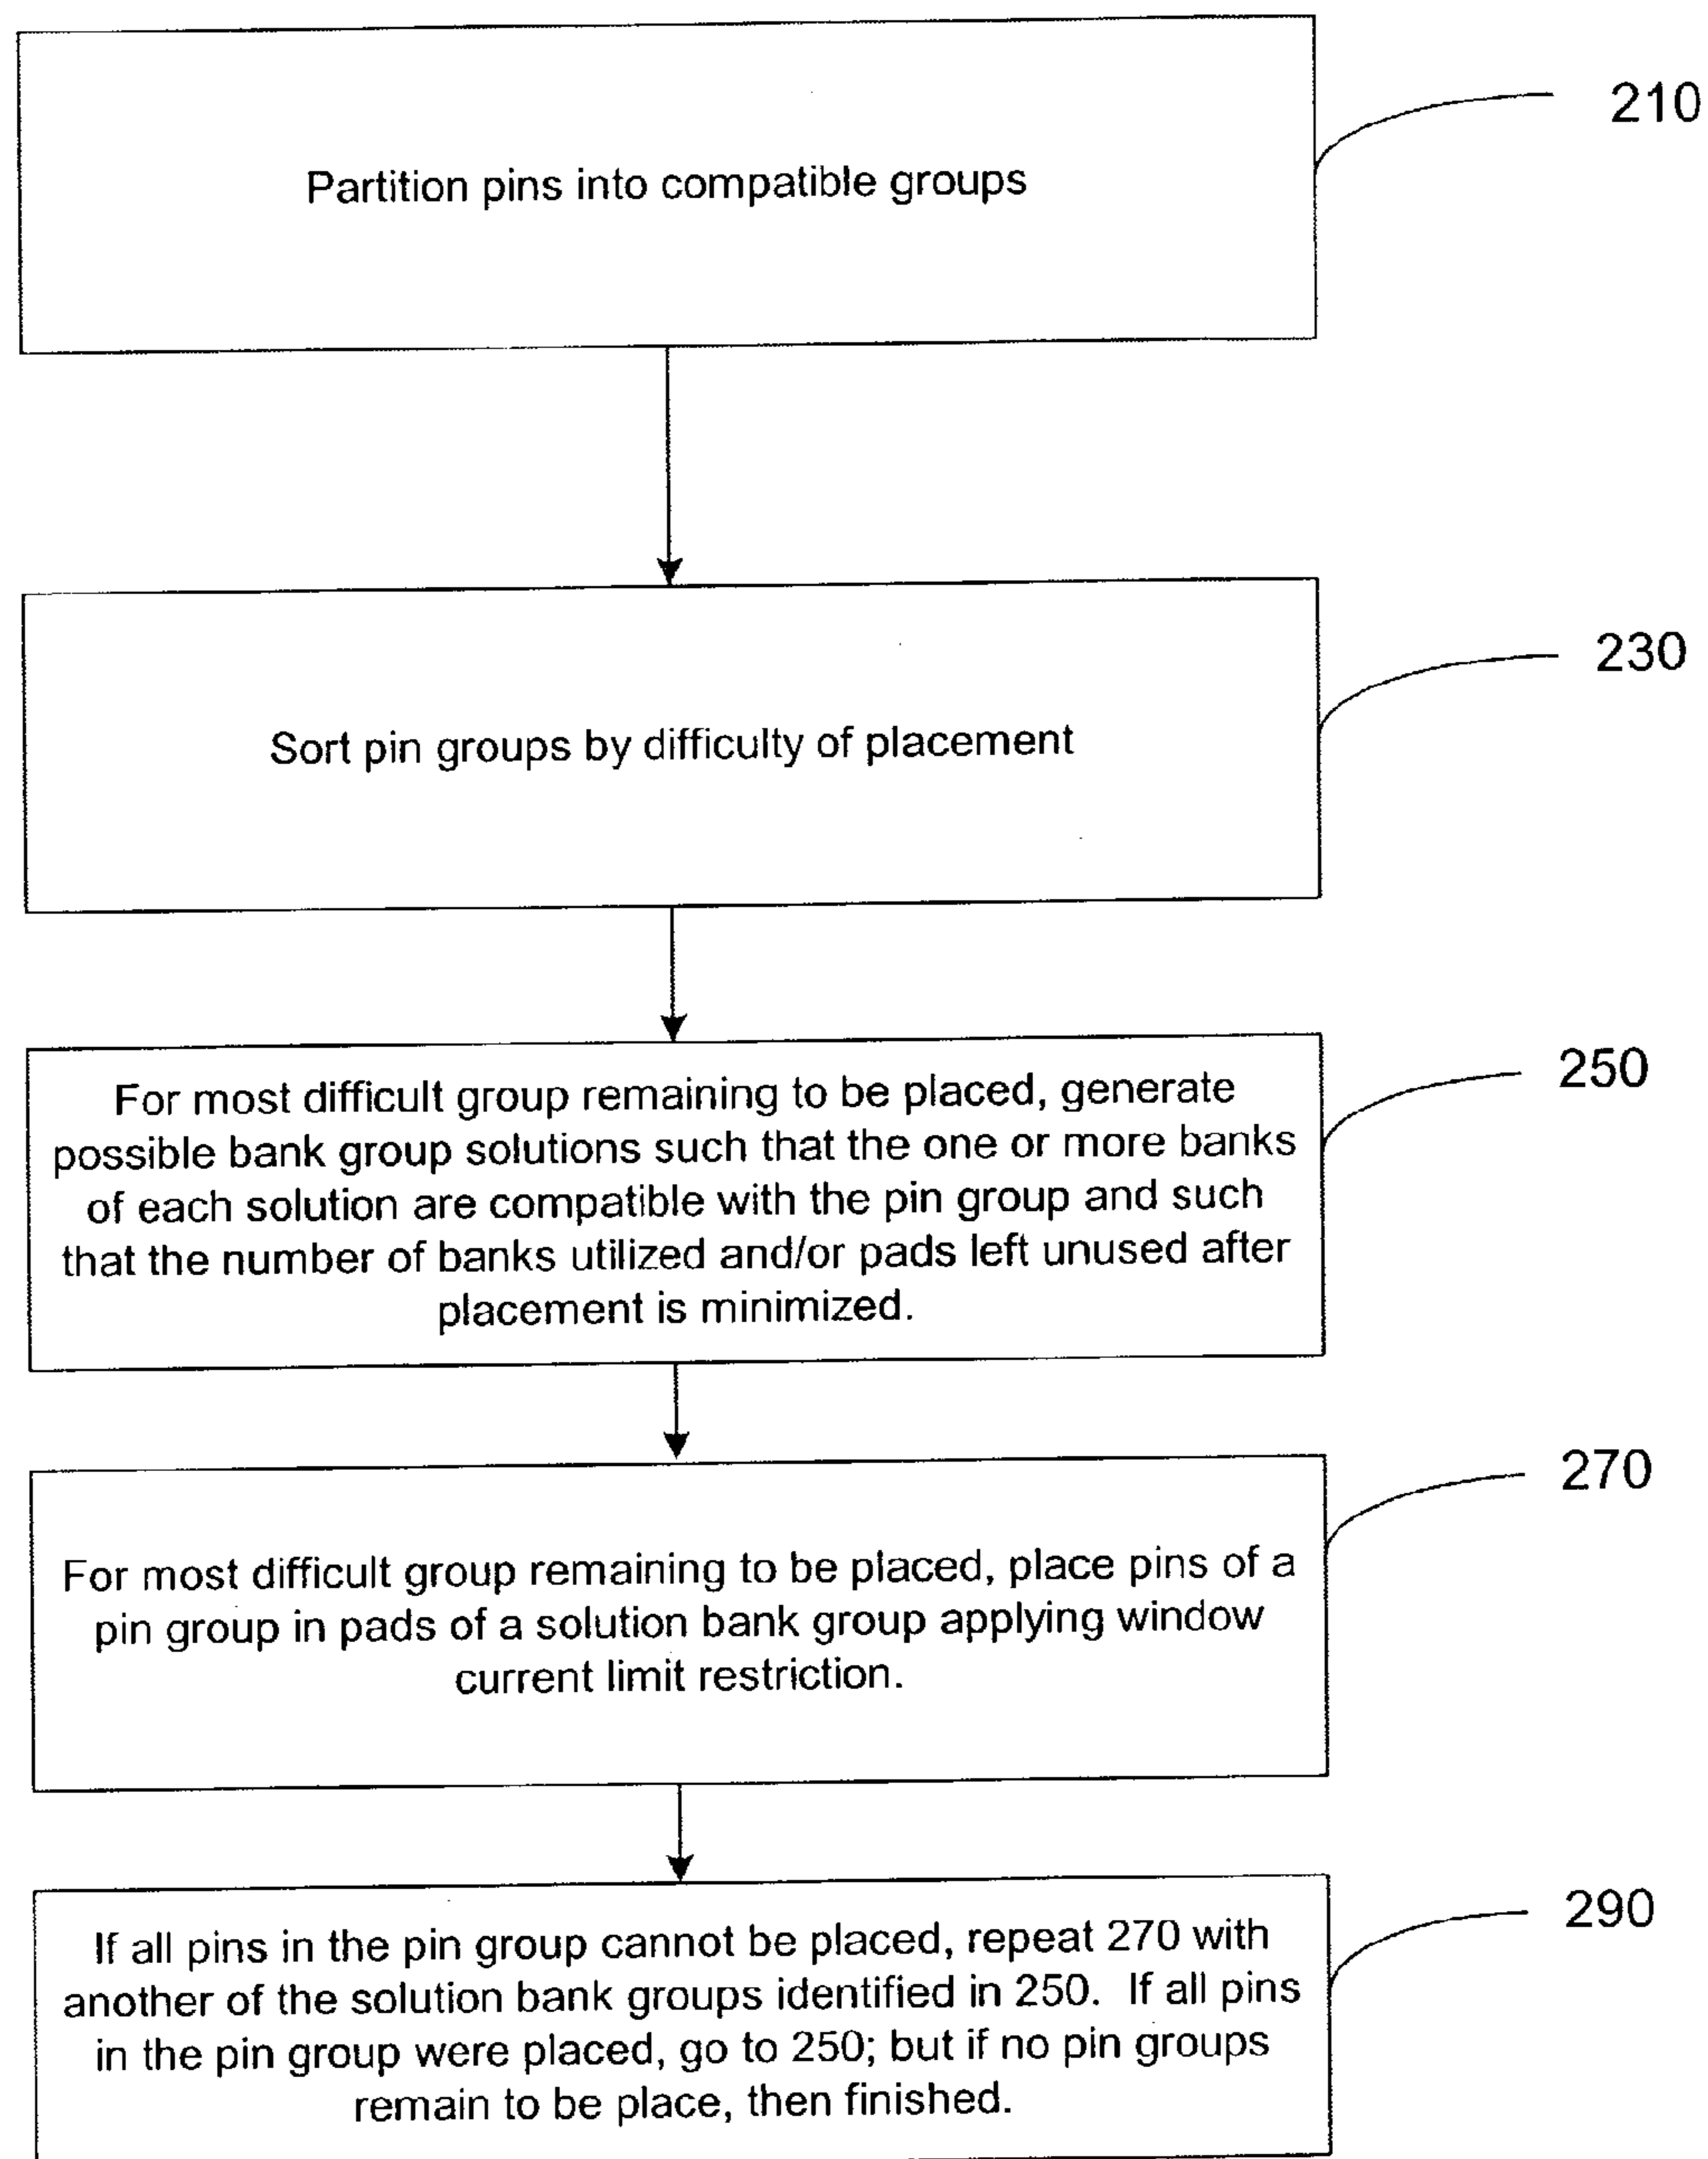 Partition pins into compatible groups
210
Sort pin groups by difficulty of placement
230
For most difficult group remaining to be placed, generate
possible bank group solutions such that the one or more banks
of each solution are compatible with the pin group and such
that the number of banks utilized and/or pads left unused after
placement is minimized.
250
For most difficult group remaining to be placed, place pins of a
pin group in pads of a solution bank group applying window
current limit restriction.
270
If all pins in the pin group cannot be placed, repeat 270 with
another of the solution bank groups identified in 250.  If all pins
in the pin group were placed, go to 250; but if no pin groups
remain to be place, then finished.
290